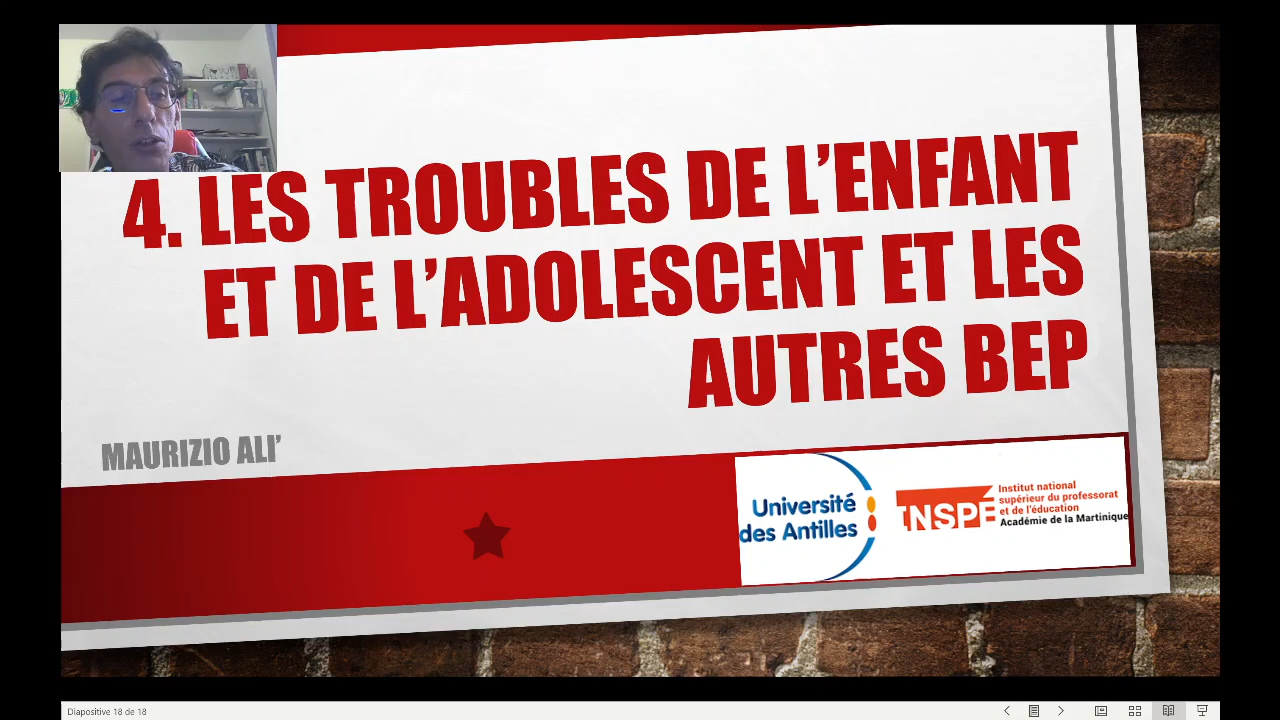 4. LES TROUBLES DE L’ENFANT
ET DE L’ADOLESCENT ET LES
AUTRES BEP
MAURIZIO ALI’
Université
des Antilles
INSPÉ
Institut national
supérieur du professorat
et de l'éducation
Académie de la Martinique
Diapositive 18 de 18